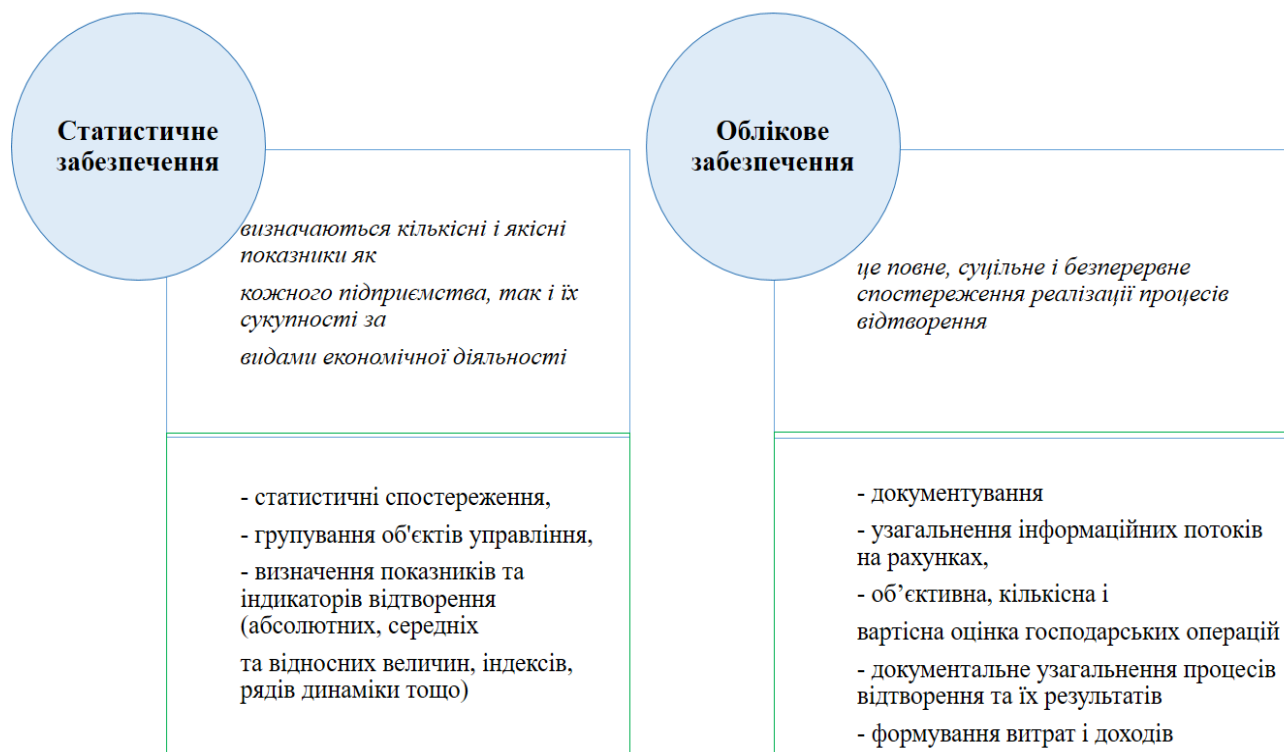 Статистичне
забезпечення
визначаються кількісні і якісні
показники як
кожного підприємства, так і їх
сукупності за
видами економічної діяльності
- статистичні спостереження,
- групування об'єктів управління,
- визначення показників та
індикаторів відтворення
(абсолютних, середніх
та відносних величин, індексів,
рядів динаміки тощо)
Облікове
забезпечення
це повне, суцільне і безперервне
спостереження реалізації процесів
відтворення
- документування
- узагальнення інформаційних потоків
на рахунках,
- об’єктивна, кількісна і
вартісна оцінка господарських операцій
- документальне узагальнення процесів
відтворення та їх результатів
- формування витрат і доходів